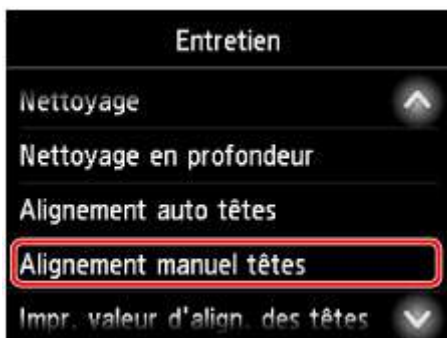 Entretien
Nettoyage
Nettoyage en profondeur
Alignement auto têtes
Alignement manuel têtes
Impr. valeur d'align. des têtes